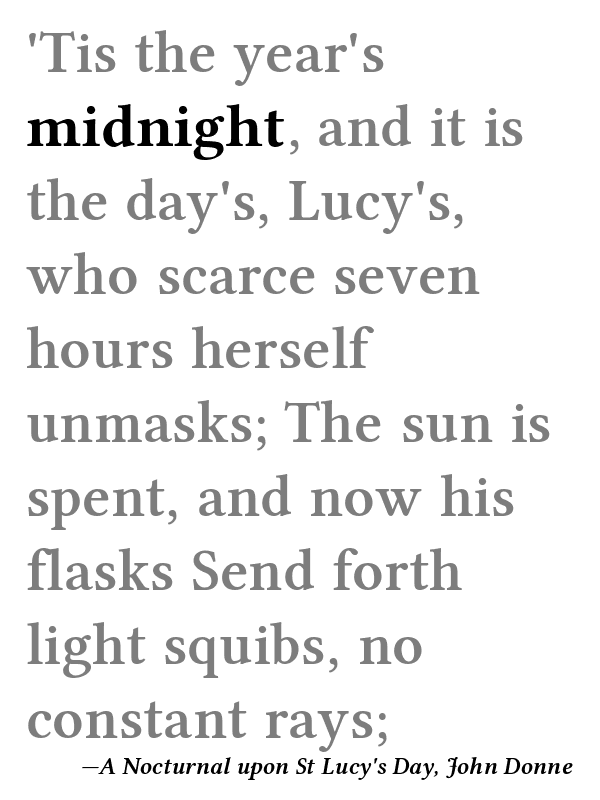 'Tis the year's
midnight, and it is
the day's, Lucy's,
who scarce seven
hours herself
unmasks; The sun is
spent, and now his
flasks Send forth
light squibs, no
constant rays;
—A Nocturnal upon St Lucy's Day, John Donne